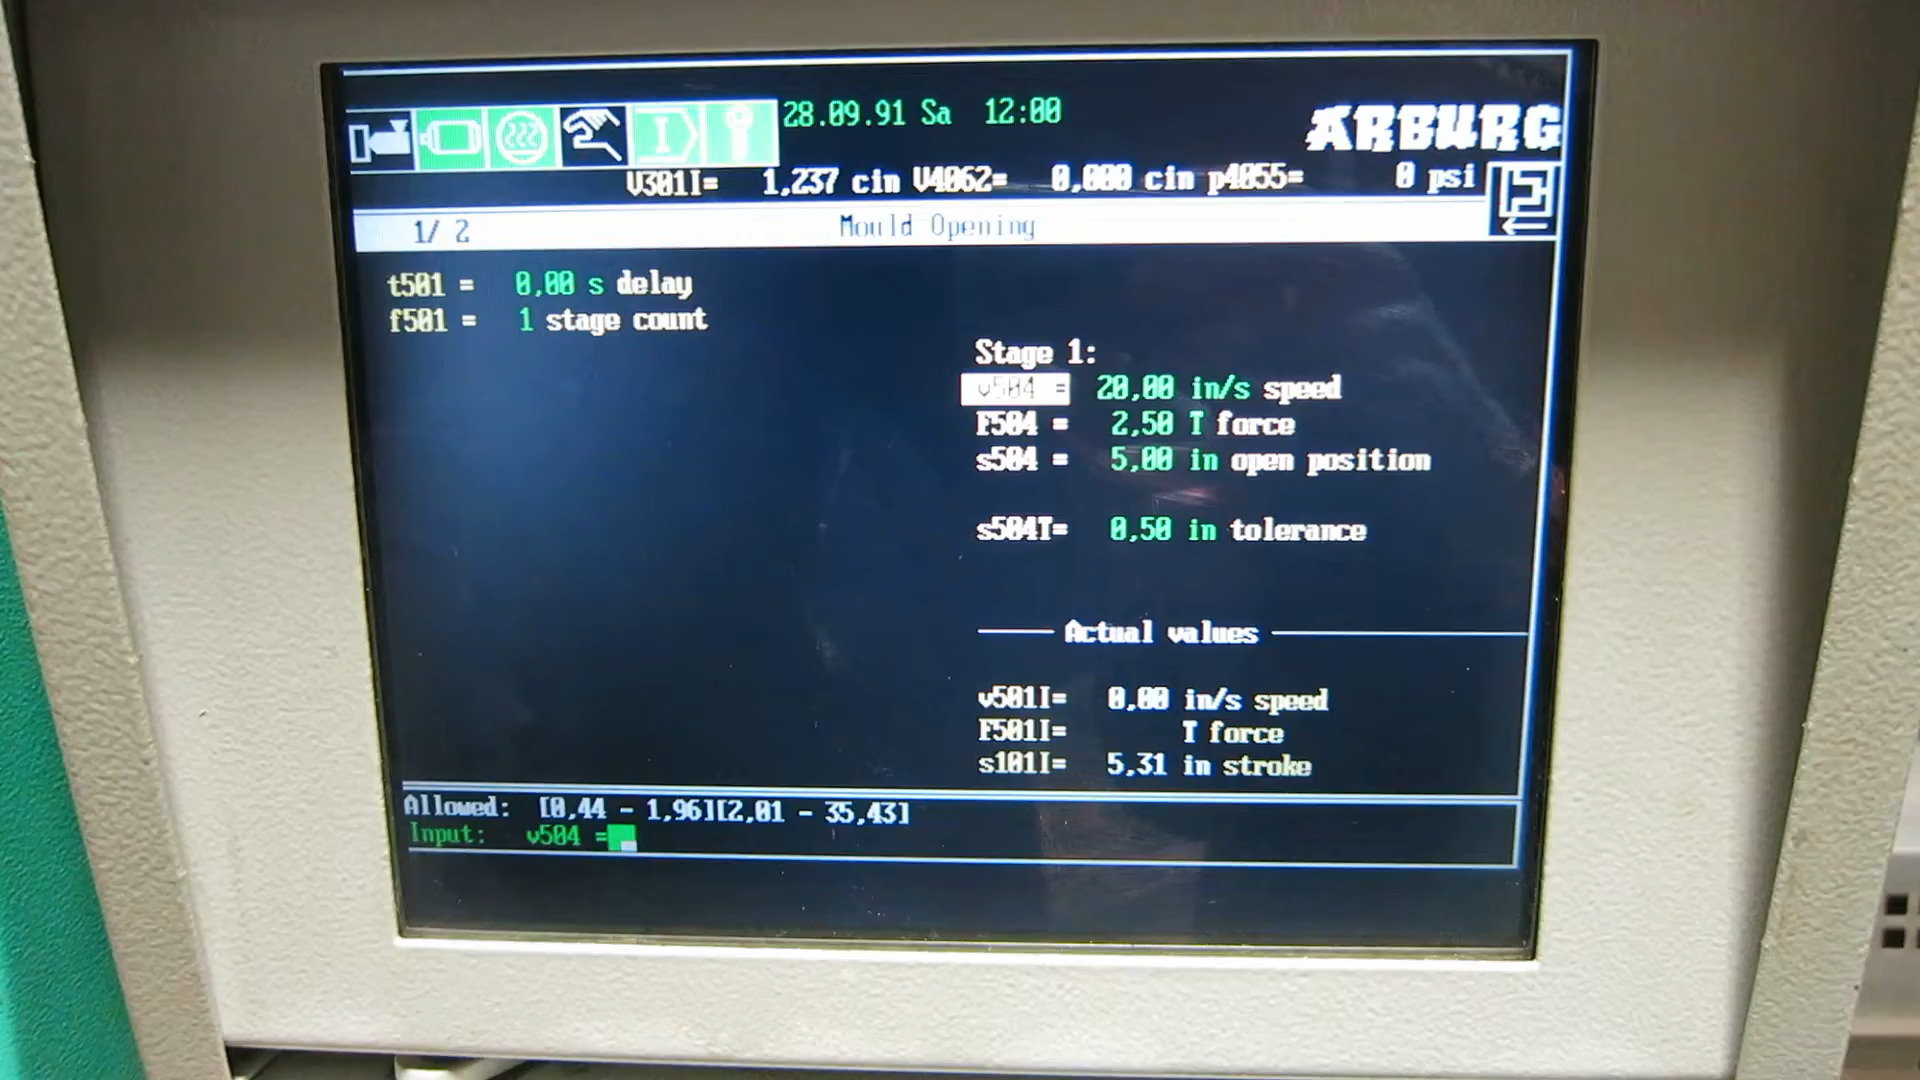 28.09.91 Sa 12:00
ARBURG
V301I= 1,237 cin V4062= 0,000 cin p4055= 0 psi
1/ 2 Mould Opening
t501 = 0,00 s delay
f501 = 1 stage count
Stage 1:
v504 = 20,00 in/s speed
F504 = 2,50 T force
s504 = 5,00 in open position
s504T= 0,50 in tolerance
Actual values
v501I= 0,00 in/s speed
F501I= T force
s101I= 5,31 in stroke
Allowed: [0,44 - 1,96][2,01 - 35,43]
Input: v504 =